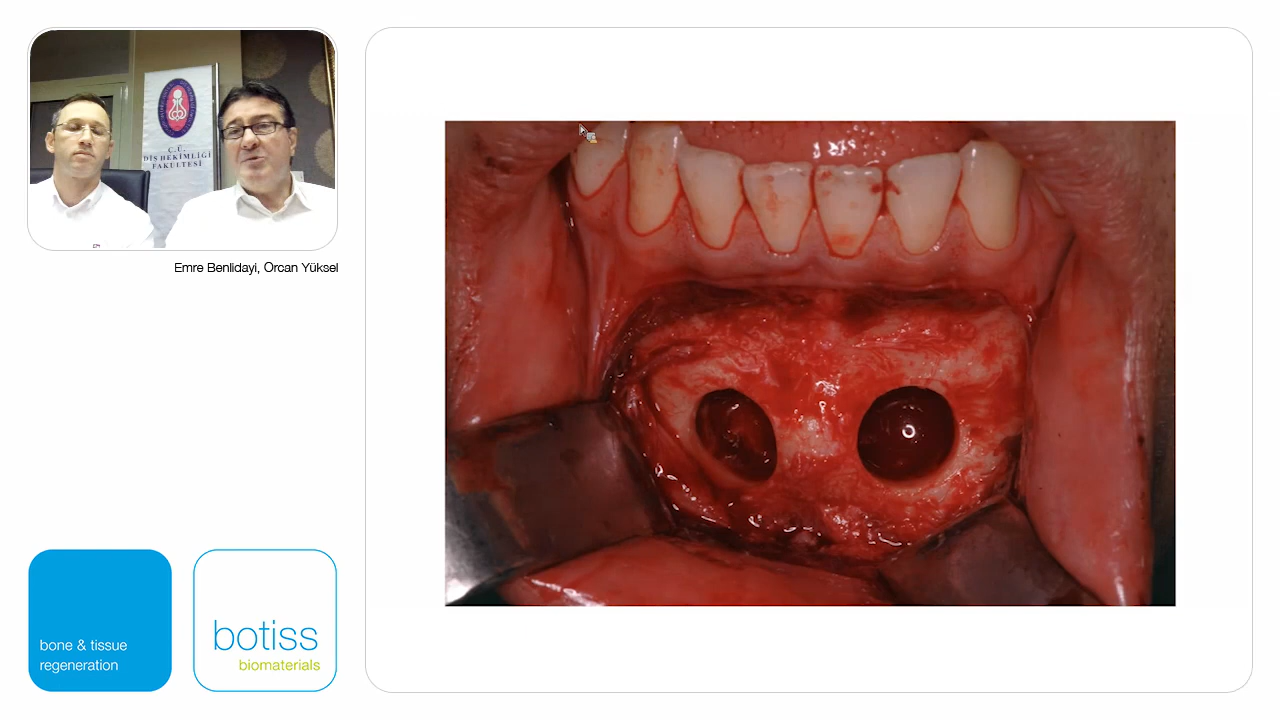 C.Ü.
DİŞ HEKİMLİĞİ
FAKÜLTESİ
Emre Benlidayi, Orcan Yüksel
bone & tissue
regeneration
botiss
biomaterials